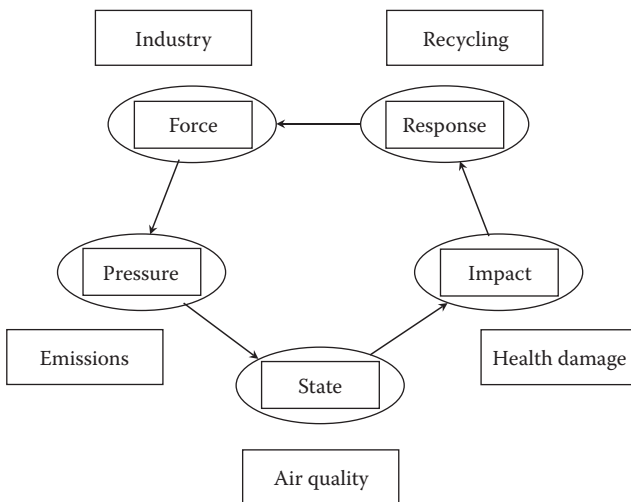 Industry
Recycling
Force
Response
Pressure
Impact
Emissions
State
Health damage
Air quality